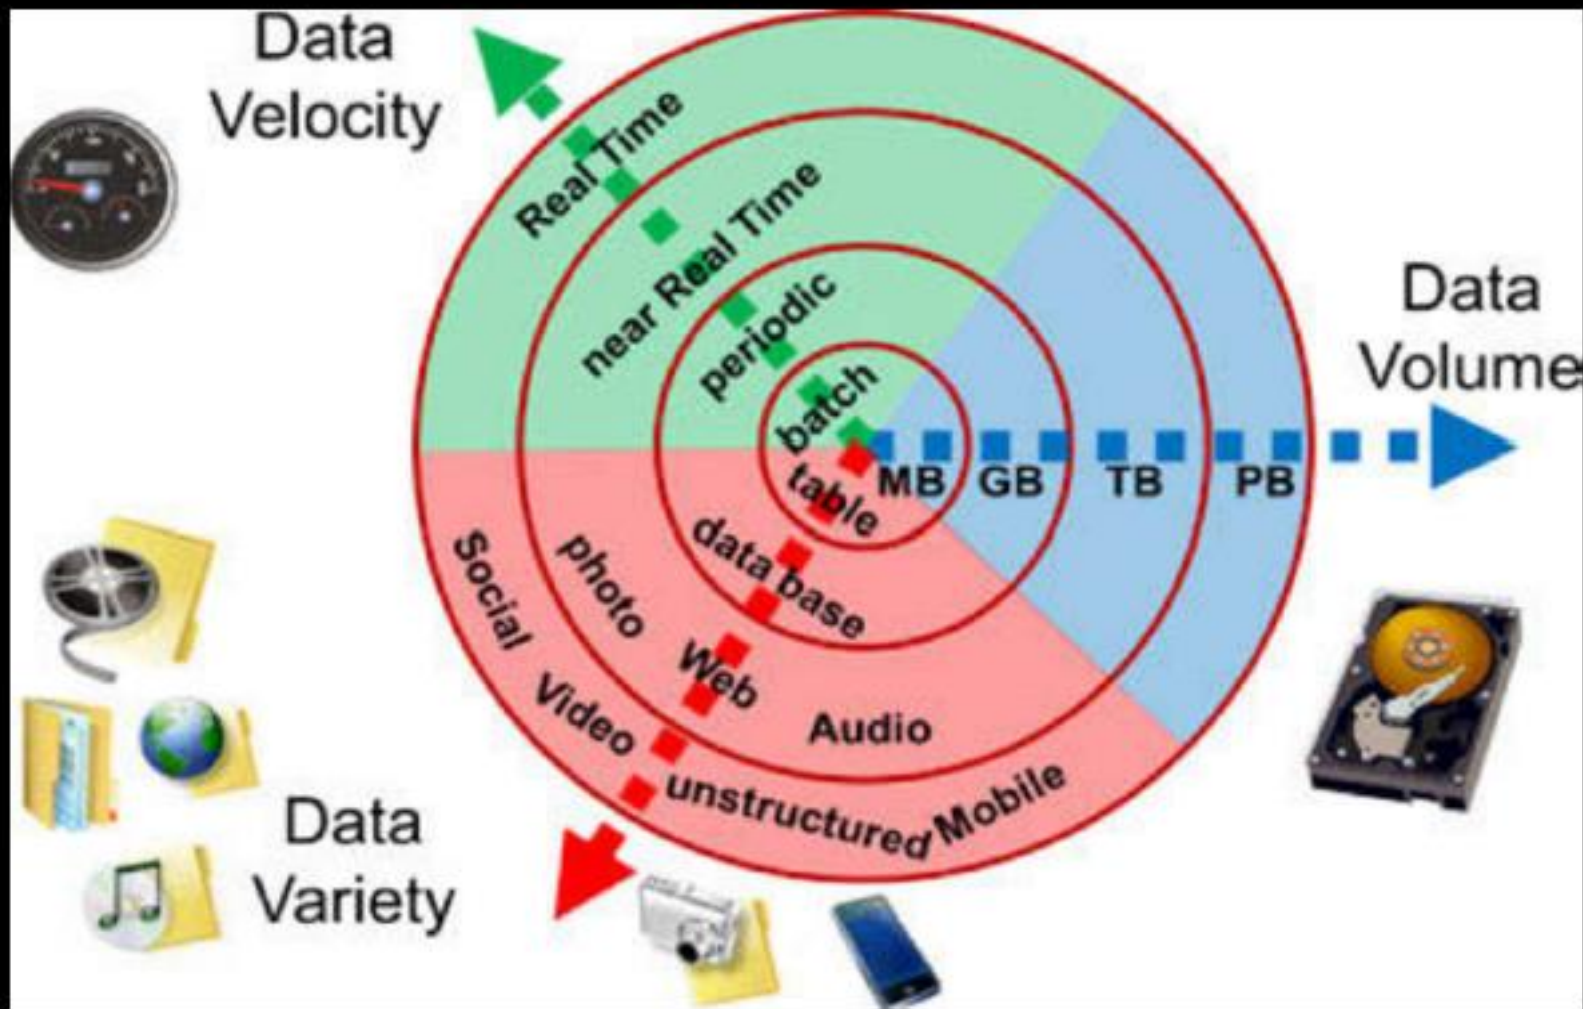 Data
Velocity
Real Time
near Real Time
periodic
batch
Data
Volume
MB GB TB PB
table
data base
Social
photo
Web
Video
Audio
unstructured
Mobile
Data
Variety